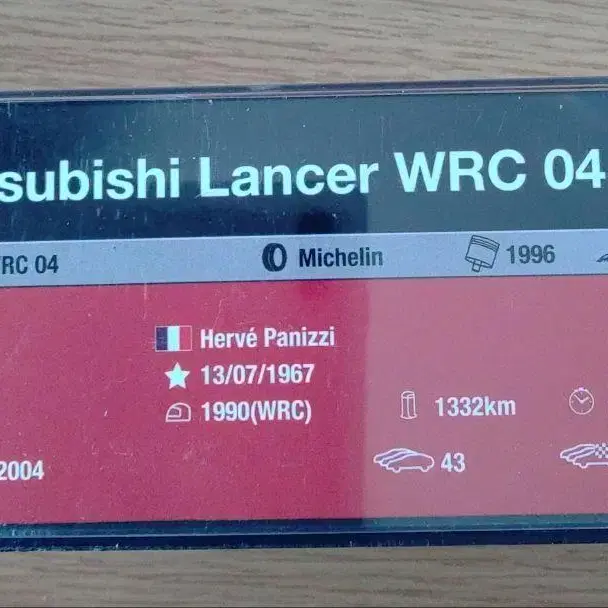 subishi Lancer WRC 04
RC 04 Michelin 1996
Hervé Panizzi
13/07/1967
1990(WRC) 1332km
2004 43